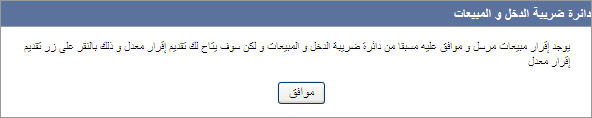 دائرة ضريبة الدخل و المبيعات
يوجد إقرار مبيعات مرسل و موافق عليه مسبقا من دائرة ضريبة الدخل و المبيعات و لكن سوف يتاح لك تقديم إقرار معدل و ذلك بالنقر على زر تقديم
إقرار معدل
موافق